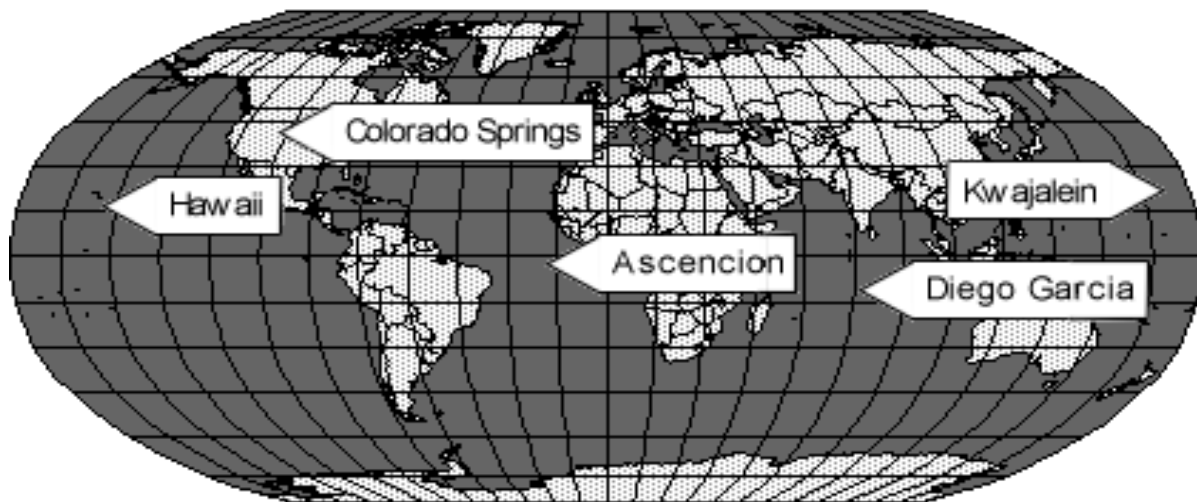 Colorado Springs
Hawaii
Kwajalein
Ascencion
Diego Garcia